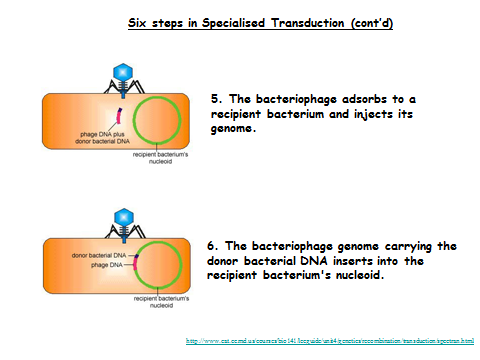 Six steps in Specialised Transduction (cont’d)
5. The bacteriophage adsorbs to a
recipient bacterium and injects its
genome.
phage DNA plus
donor bacterial DNA
recipient bacterium's
nucleoid
6. The bacteriophage genome carrying the
donor bacterial DNA inserts into the
recipient bacterium's nucleoid.
donor bacterial DNA
phage DNA
recipient bacterium's
nucleoid